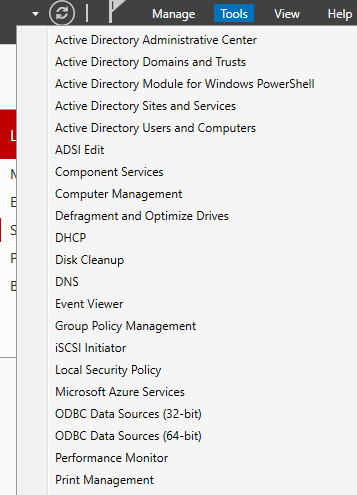 Manage Tools View Help
Active Directory Administrative Center
Active Directory Domains and Trusts
Active Directory Module for Windows PowerShell
Active Directory Sites and Services
Active Directory Users and Computers
ADSI Edit
Component Services
Computer Management
Defragment and Optimize Drives
DHCP
Disk Cleanup
DNS
Event Viewer
Group Policy Management
iSCSI Initiator
Local Security Policy
Microsoft Azure Services
ODBC Data Sources (32-bit)
ODBC Data Sources (64-bit)
Performance Monitor
Print Management